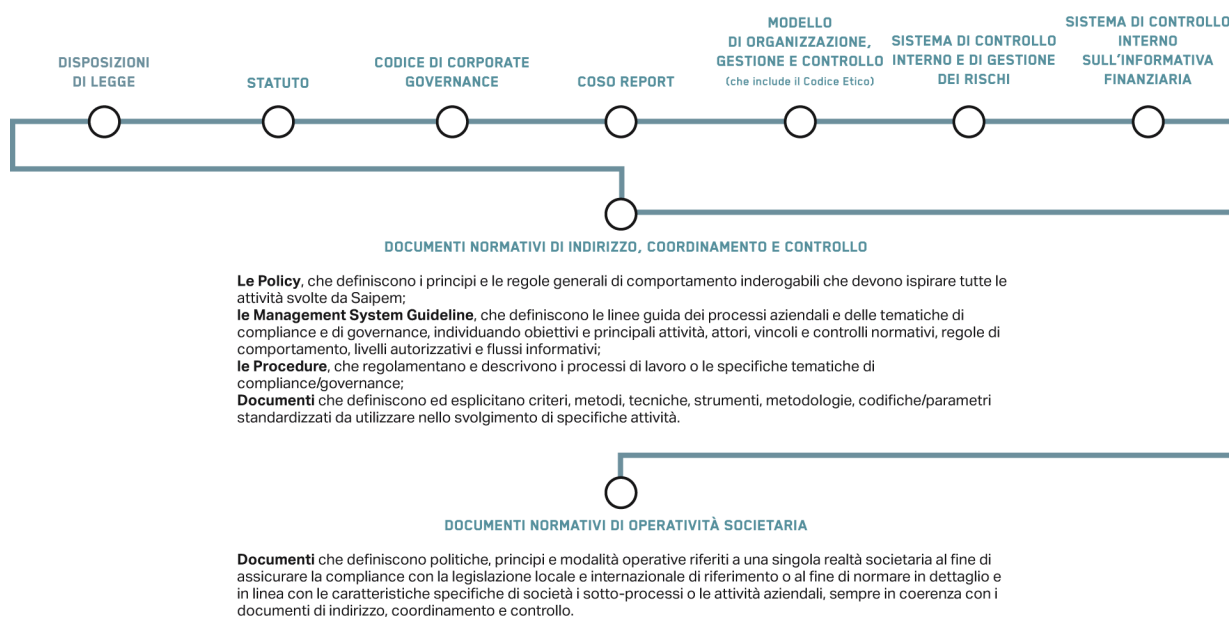 DISPOSIZIONI
DI LEGGE
STATUTO
CODICE DI CORPORATE
GOVERNANCE
COSO REPORT
MODELLO
DI ORGANIZZAZIONE,
GESTIONE E CONTROLLO
(che include il Codice Etico)
SISTEMA DI CONTROLLO
INTERNO E DI GESTIONE
DEI RISCHI
SISTEMA DI CONTROLLO
INTERNO
SULL'INFORMATIVA
FINANZIARIA
DOCUMENTI NORMATIVI DI INDIRIZZO, COORDINAMENTO E CONTROLLO
Le Policy, che definiscono i principi e le regole generali di comportamento inderogabili che devono ispirare tutte le
attività svolte da Saipem;
le Management System Guideline, che definiscono le linee guida dei processi aziendali e delle tematiche di
compliance e di governance, individuando obiettivi e principali attività, attori, vincoli e controlli normativi, regole di
comportamento, livelli autorizzativi e flussi informativi;
le Procedure, che regolamentano e descrivono i processi di lavoro o le specifiche tematiche di
compliance/governance;
Documenti che definiscono ed esplicitano criteri, metodi, tecniche, strumenti, metodologie, codifiche/parametri
standardizzati da utilizzare nello svolgimento di specifiche attività.
DOCUMENTI NORMATIVI DI OPERATIVITÀ SOCIETARIA
Documenti che definiscono politiche, principi e modalità operative riferiti a una singola realtà societaria al fine di
assicurare la compliance con la legislazione locale e internazionale di riferimento o al fine di normare in dettaglio e
in linea con le caratteristiche specifiche di società i sotto-processi o le attività aziendali, sempre in coerenza con i
documenti di indirizzo, coordinamento e controllo.